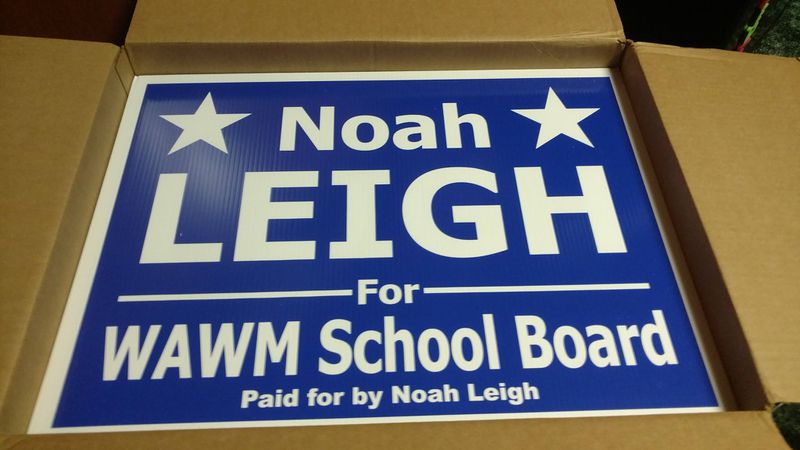 Noah
LEIGH
For
WAWM School Board
Paid for by Noah Leigh